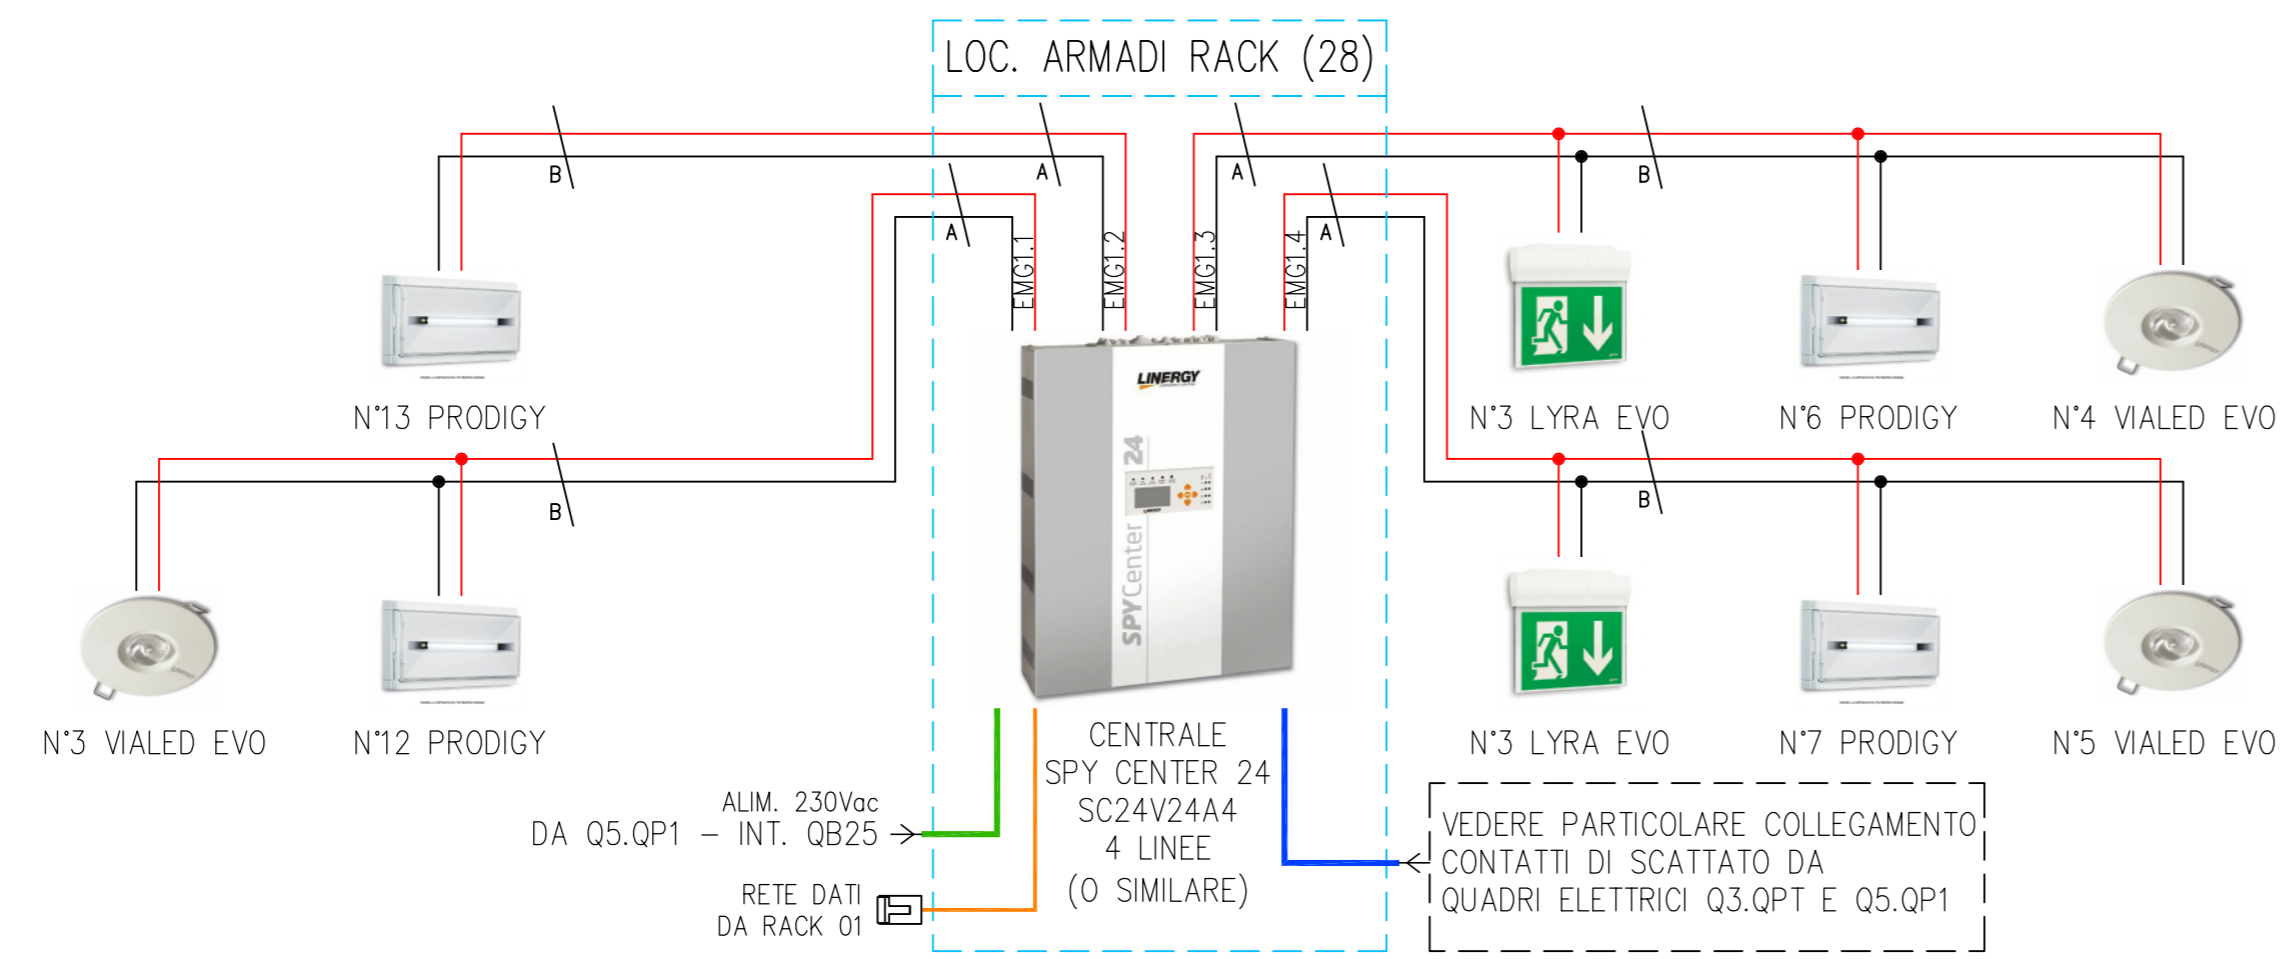 LOC. ARMADI RACK (28)
B
A
A
B
A
A
EMG1.1
EMG1.2
EMG1.3
EMG1.4
N°13 PRODIGY
N°3 LYRA EVO
N°6 PRODIGY
N°4 VIALED EVO
LINERGY
SPYCenter 24
LINERGY
B
B
N°3 VIALED EVO
N°12 PRODIGY
N°3 LYRA EVO
N°7 PRODIGY
N°5 VIALED EVO
CENTRALE
SPY CENTER 24
SC24V24A4
4 LINEE
(O SIMILARE)
ALIM. 230Vac
DA Q5.QP1 – INT. QB25
RETE DATI
DA RACK 01
VEDERE PARTICOLARE COLLEGAMENTO
CONTATTI DI SCATTATO DA
QUADRI ELETTRICI Q3.QPT E Q5.QP1